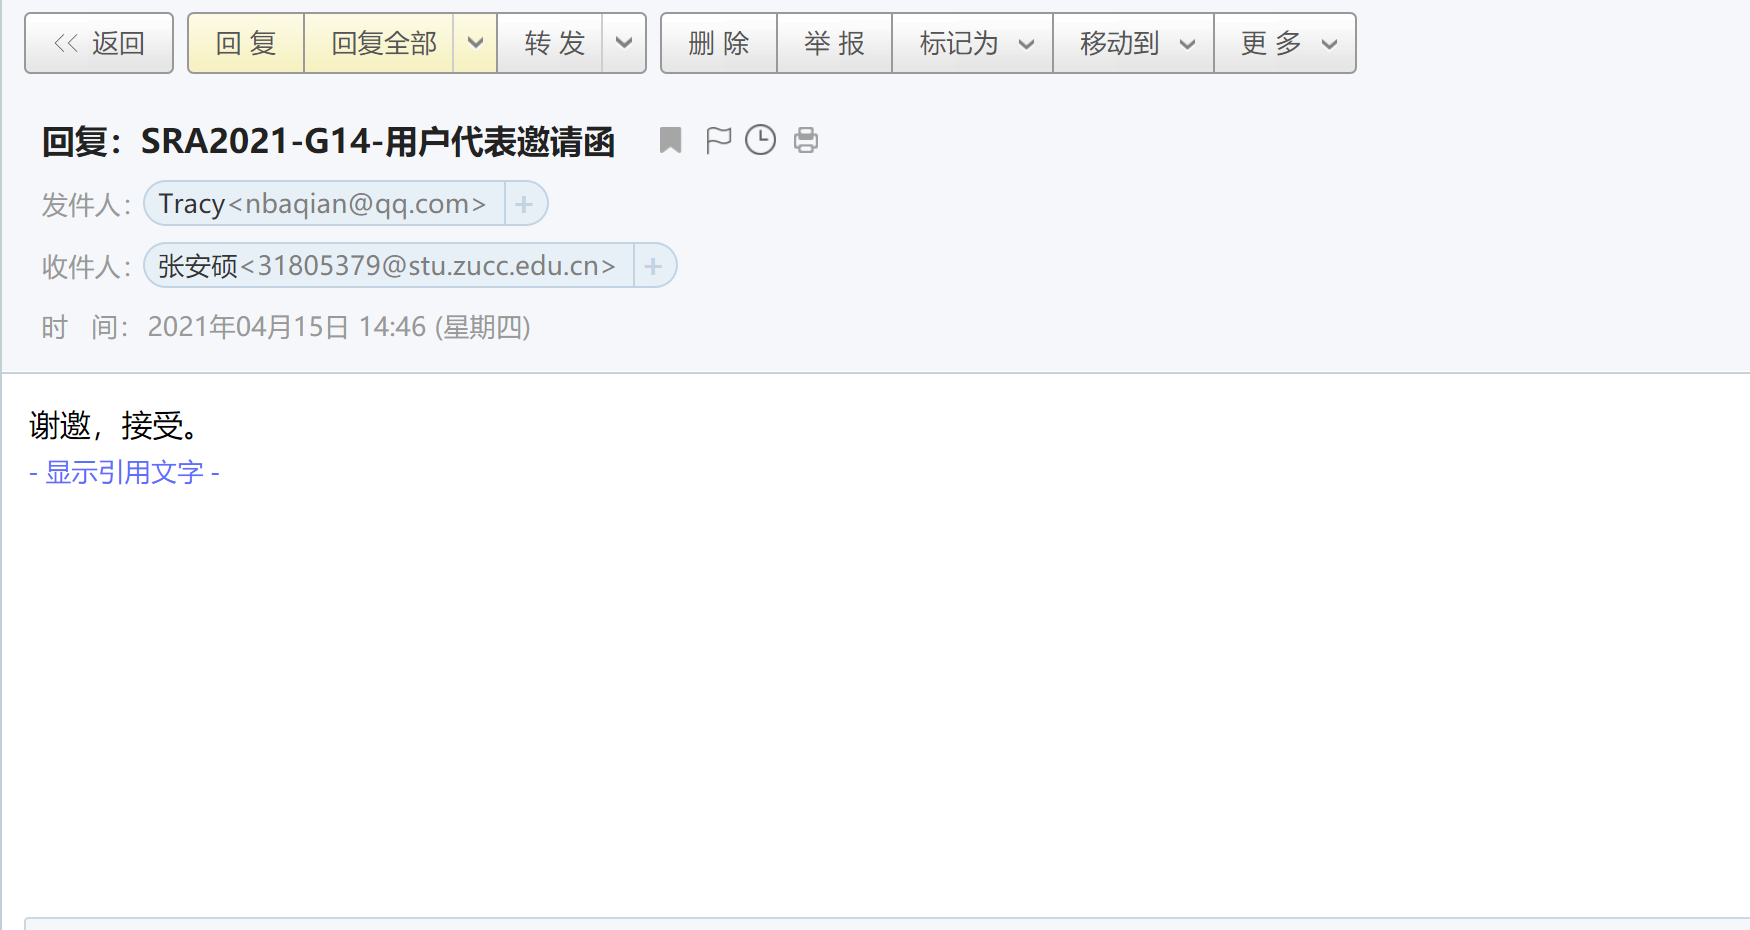 << 返回 回 复 回复全部 转 发 删 除 举 报 标记为 移动到 更 多
回复：SRA2021-G14-用户代表邀请函
发件人：Tracy<nbaqian@qq.com> +
收件人：张安硕<31805379@stu.zucc.edu.cn> +
时 间：2021年04月15日 14:46 (星期四)
谢邀，接受。
- 显示引用文字 -